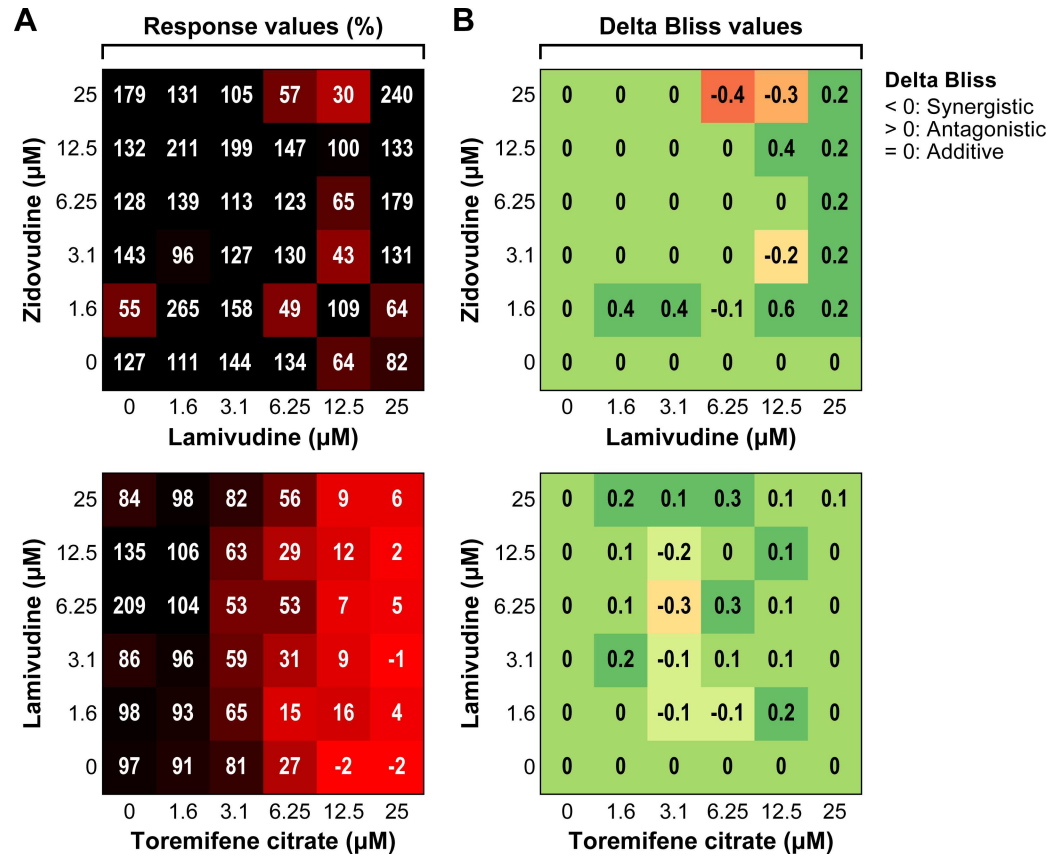 A
Response values (%)
B
Delta Bliss values
Zidovudine (µM)
25 179 131 105 57 30 240
12.5 132 211 199 147 100 133
6.25 128 139 113 123 65 179
3.1 143 96 127 130 43 131
1.6 55 265 158 49 109 64
0 127 111 144 134 64 82
0 1.6 3.1 6.25 12.5 25
Lamivudine (µM)
Zidovudine (µM)
25 0 0 0 -0.4 -0.3 0.2
12.5 0 0 0 0 0.4 0.2
6.25 0 0 0 0 0 0.2
3.1 0 0 0 0 -0.2 0.2
1.6 0 0.4 0.4 -0.1 0.6 0.2
0 0 0 0 0 0 0
0 1.6 3.1 6.25 12.5 25
Lamivudine (µM)
Delta Bliss
< 0: Synergistic
> 0: Antagonistic
= 0: Additive
Lamivudine (µM)
25 84 98 82 56 9 6
12.5 135 106 63 29 12 2
6.25 209 104 53 53 7 5
3.1 86 96 59 31 9 -1
1.6 98 93 65 15 16 4
0 97 91 81 27 -2 -2
0 1.6 3.1 6.25 12.5 25
Toremifene citrate (µM)
Lamivudine (µM)
25 0 0.2 0.1 0.3 0.1 0.1
12.5 0 0.1 -0.2 0 0.1 0
6.25 0 0.1 -0.3 0.3 0.1 0
3.1 0 0.2 -0.1 0.1 0.1 0
1.6 0 0 -0.1 -0.1 0.2 0
0 0 0 0 0 0 0
0 1.6 3.1 6.25 12.5 25
Toremifene citrate (µM)